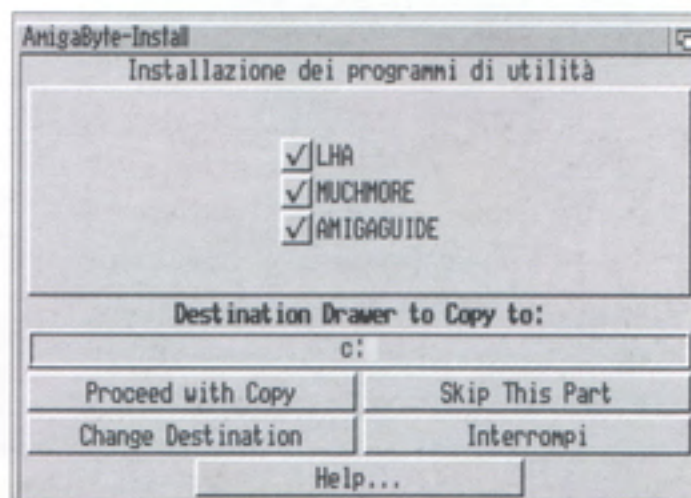 AmigaByte-Install
Installazione dei programmi di utilità
LHA
MUCHMORE
AMIGAGUIDE
Destination Drawer to Copy to:
c:
Proceed with Copy
Skip This Part
Change Destination
Interrompi
Help...